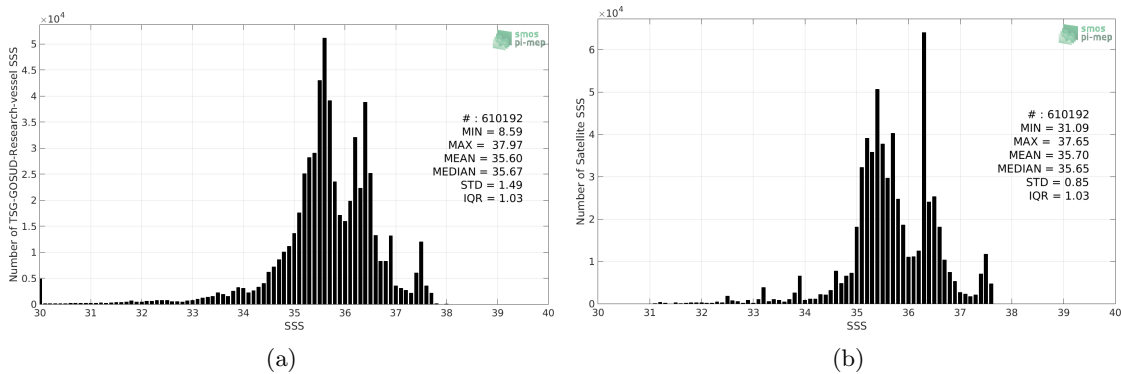 ×10⁴
5
4.5
4
3.5
3
2.5
2
1.5
1
0.5
0
Number of TSG-GOSUD-Research-vessel SSS
smos
pi-mep
# : 610192
MIN = 8.59
MAX = 37.97
MEAN = 35.60
MEDIAN = 35.67
STD = 1.49
IQR = 1.03
30 31 32 33 34 35 36 37 38 39 40
SSS
(a)
×10⁴
6
5
4
3
2
1
0
Number of Satellite SSS
smos
pi-mep
# : 610192
MIN = 31.09
MAX = 37.65
MEAN = 35.70
MEDIAN = 35.65
STD = 0.85
IQR = 1.03
30 31 32 33 34 35 36 37 38 39 40
SSS
(b)